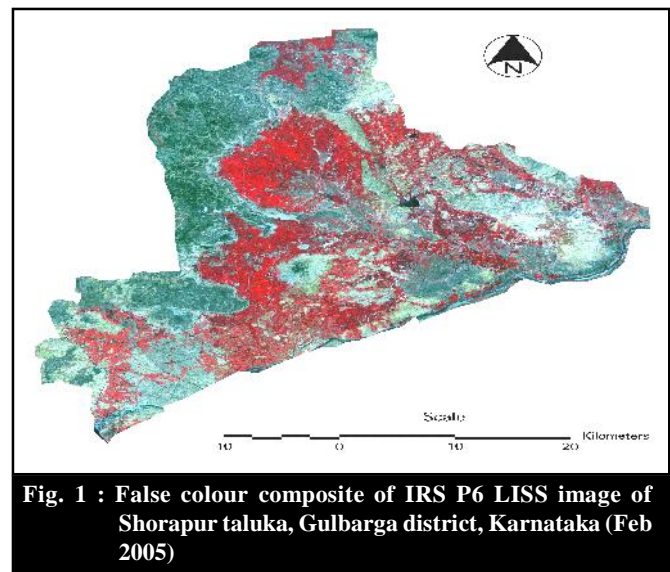 N
Scale
Kilometers
10 0 10 20
Fig. 1 : False colour composite of IRS P6 LISS image of
Shorapur taluka, Gulbarga district, Karnataka (Feb
2005)